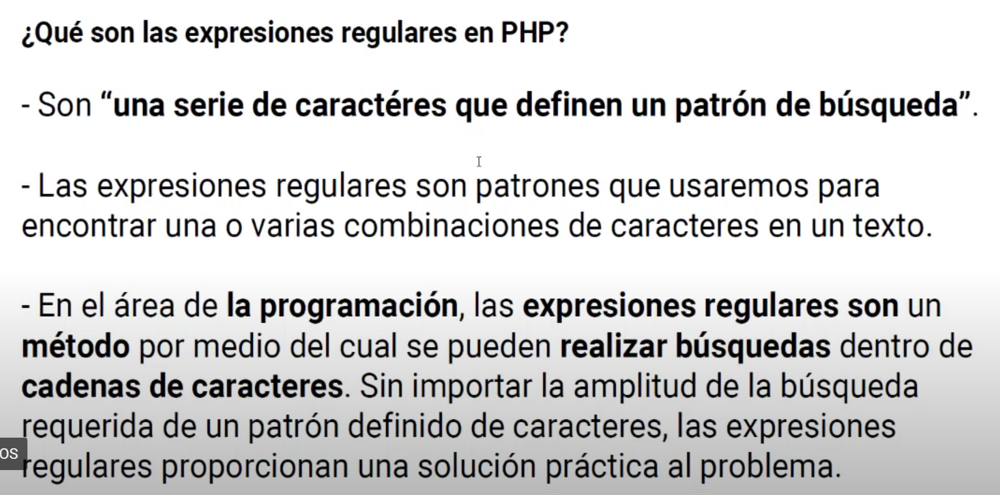 ¿Qué son las expresiones regulares en PHP?
- Son “una serie de caractéres que definen un patrón de búsqueda”.
- Las expresiones regulares son patrones que usaremos para
encontrar una o varias combinaciones de caracteres en un texto.
- En el área de la programación, las expresiones regulares son un
método por medio del cual se pueden realizar búsquedas dentro de
cadenas de caracteres. Sin importar la amplitud de la búsqueda
requerida de un patrón definido de caracteres, las expresiones
os
regulares proporcionan una solución práctica al problema.